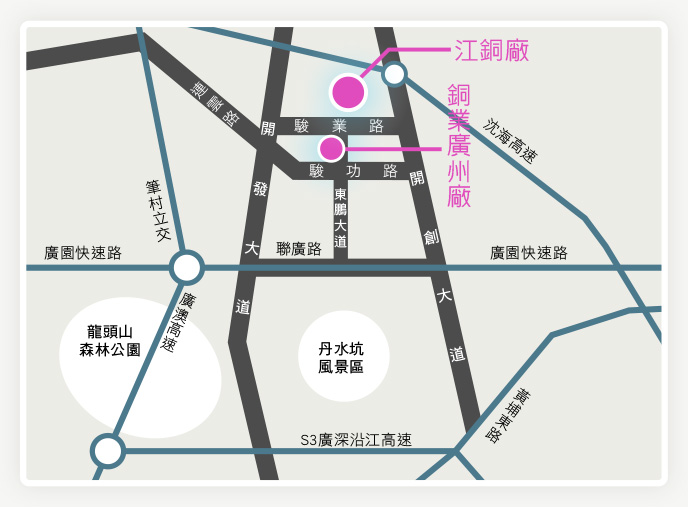 江銅廠
銅業廣州廠
連雲路
駿業路
駿功路
開發大道
開創大道
東鵬大道
沈海高速
筆村立交
廣園快速路
聯廣路
廣園快速路
廣澳高速
龍頭山
森林公園
丹水坑
風景區
黃埔東路
S3廣深沿江高速